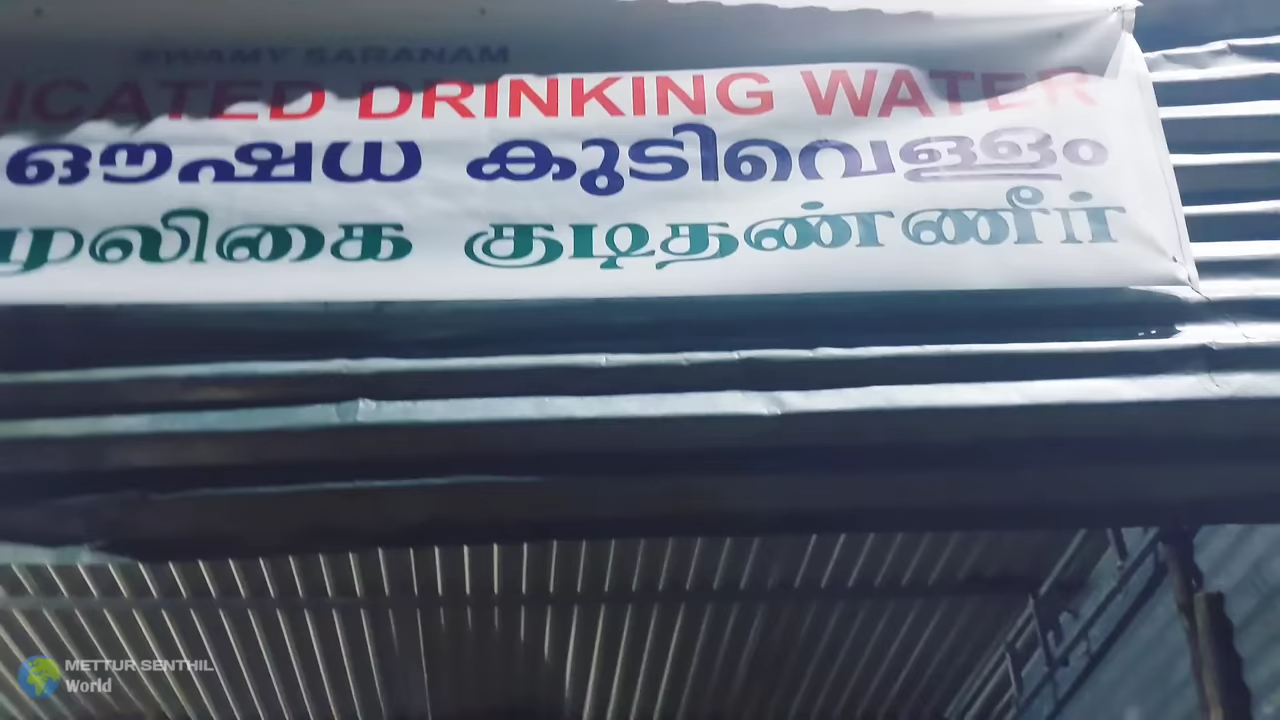 SWAMY SARANAM
ICATED DRINKING WATER
ഔഷധ കുടിവെള്ളം
மூலிகை குடிதண்ணீர்
METTUR SENTHIL
World